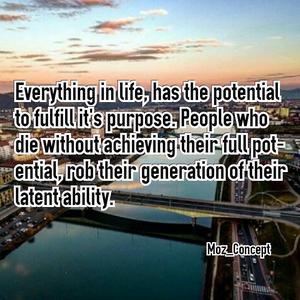 Everything in life, has the potential
to fulfill it's purpose. People who
die without achieving their full pot-
ential, rob their generation of their
latent ability.
Moz_Concept